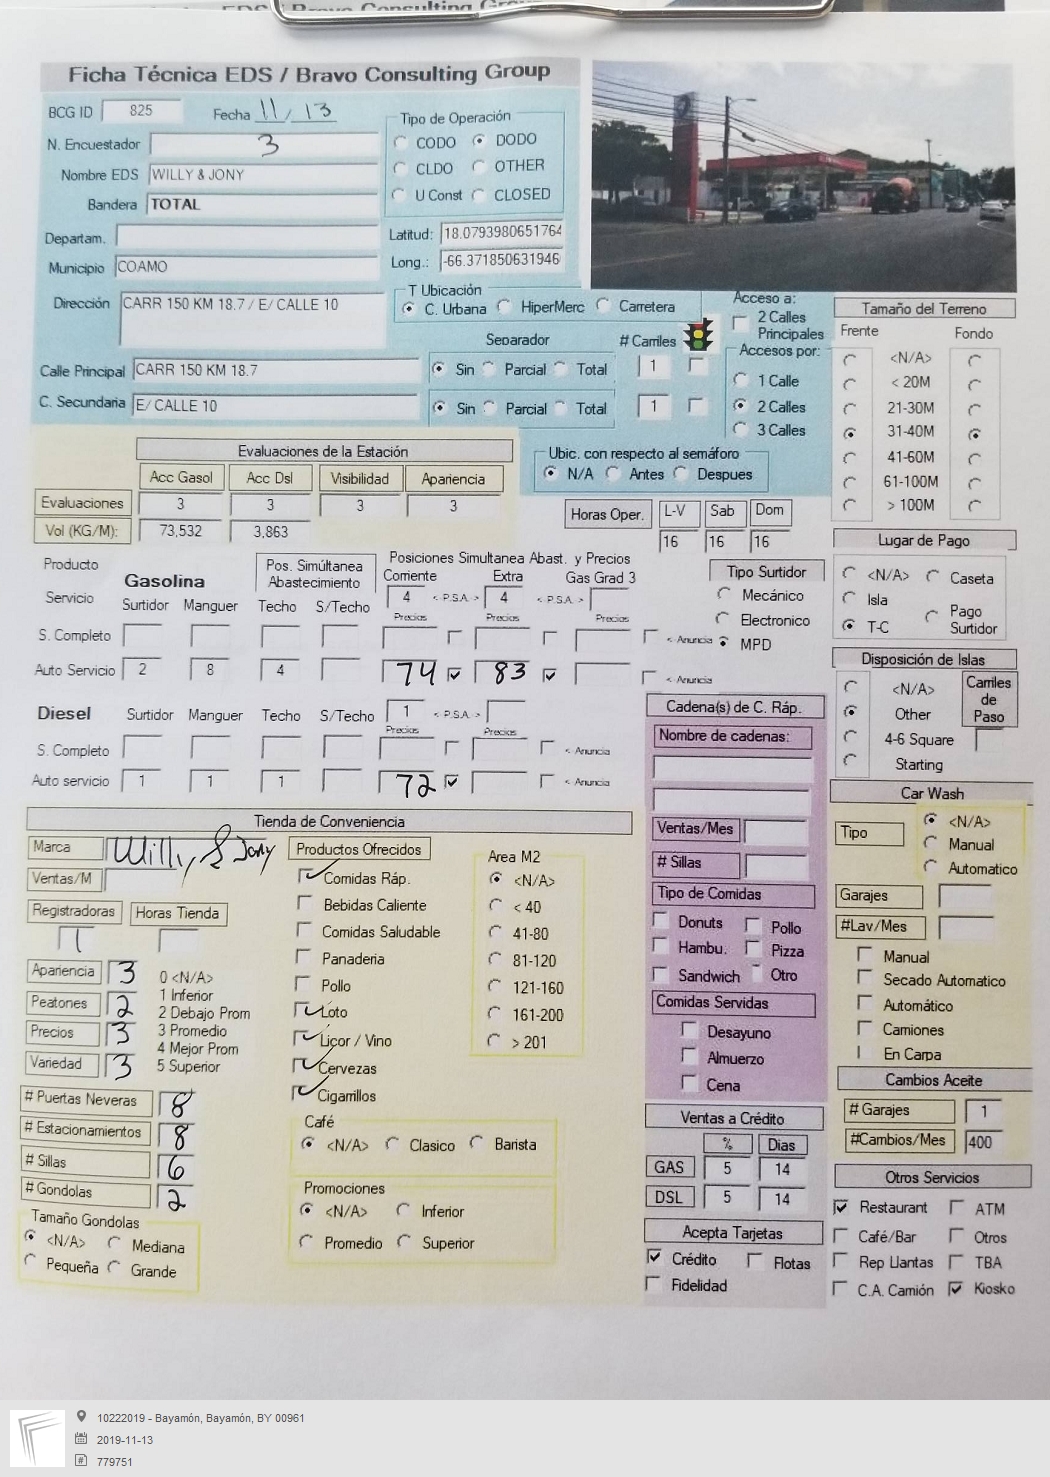 Ficha Técnica EDS / Bravo Consulting Group
BCG ID 825 Fecha 11/13
N. Encuestador 3
Nombre EDS WILLY & JONY
Bandera TOTAL
Departam.
Municipio COAMO
Dirección CARR 150 KM 18.7 / E/ CALLE 10
Tipo de Operación
CODO DODO
CLDO OTHER
U Const CLOSED
Latitud: 18.0793980651764
Long.: -66.371850631946
T Ubicación
C. Urbana HiperMerc Carretera
Separador # Carriles
Calle Principal CARR 150 KM 18.7 Sin Parcial Total 1
C. Secundaria E/ CALLE 10 Sin Parcial Total 1
Acceso a:
2 Calles
Principales
Accesos por:
1 Calle
2 Calles
3 Calles
Tamaño del Terreno
Frente Fondo
<N/A>
< 20M
21-30M
31-40M
41-60M
61-100M
> 100M
Evaluaciones de la Estación
Acc Gasol Acc Dsl Visibilidad Apariencia
Evaluaciones 3 3 3 3
Vol (KG/M): 73,532 3,863
Ubic. con respecto al semáforo
N/A Antes Despues
Horas Oper. L-V Sab Dom
16 16 16
Lugar de Pago
<N/A> Caseta
Isla Pago
T-C Surtidor
Producto Gasolina Pos. Simúltanea
Abastecimiento
Posiciones Simultanea Abast. y Precios
Corriente Extra Gas Grad 3
Servicio Surtidor Manguer Techo S/Techo 4 < P.S.A. > 4 < P.S.A. >
Precios Precios Precios
S. Completo < Anuncia
Auto Servicio 2 8 4 74 83 < Anuncia
Tipo Surtidor
Mecánico
Electronico
MPD
Disposición de Islas
<N/A> Carriles
de
Paso
Other
4-6 Square
Starting
Diesel Surtidor Manguer Techo S/Techo 1 < P.S.A. >
Precios Precios
S. Completo < Anuncia
Auto servicio 1 1 1 72 < Anuncia
Cadena(s) de C. Ráp.
Nombre de cadenas:
Ventas/Mes
# Sillas
Tipo de Comidas
Donuts Pollo
Hambu. Pizza
Sandwich Otro
Comidas Servidas
Desayuno
Almuerzo
Cena
Car Wash
Tipo <N/A>
Manual
Automatico
Garajes
#Lav/Mes
Manual
Secado Automatico
Automático
Camiones
En Carpa
Cambios Aceite
# Garajes 1
#Cambios/Mes 400
Tienda de Conveniencia
Marca Willy & Jony
Ventas/M
Registradoras Horas Tienda
1
Apariencia 3
Peatones 2
Precios 3
Variedad 3
0 <N/A>
1 Inferior
2 Debajo Prom
3 Promedio
4 Mejor Prom
5 Superior
# Puertas Neveras 8
# Estacionamientos 8
# Sillas 6
# Gondolas 2
Tamaño Gondolas
<N/A> Mediana
Pequeña Grande
Productos Ofrecidos
Comidas Ráp.
Bebidas Caliente
Comidas Saludable
Panaderia
Pollo
Loto
Licor / Vino
Cervezas
Cigarrillos
Area M2
<N/A>
< 40
41-80
81-120
121-160
161-200
> 201
Café
<N/A> Clasico Barista
Promociones
<N/A> Inferior
Promedio Superior
Ventas a Crédito
% Dias
GAS 5 14
DSL 5 14
Acepta Tarjetas
Crédito Flotas
Fidelidad
Otros Servicios
Restaurant ATM
Café/Bar Otros
Rep Llantas TBA
C.A. Camión Kiosko
10222019 - Bayamón, Bayamón, BY 00961
2019-11-13
779751